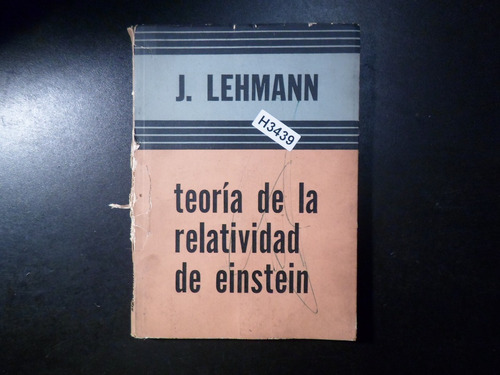 J. LEHMANN
H3439
teoría de la
relatividad
de einstein